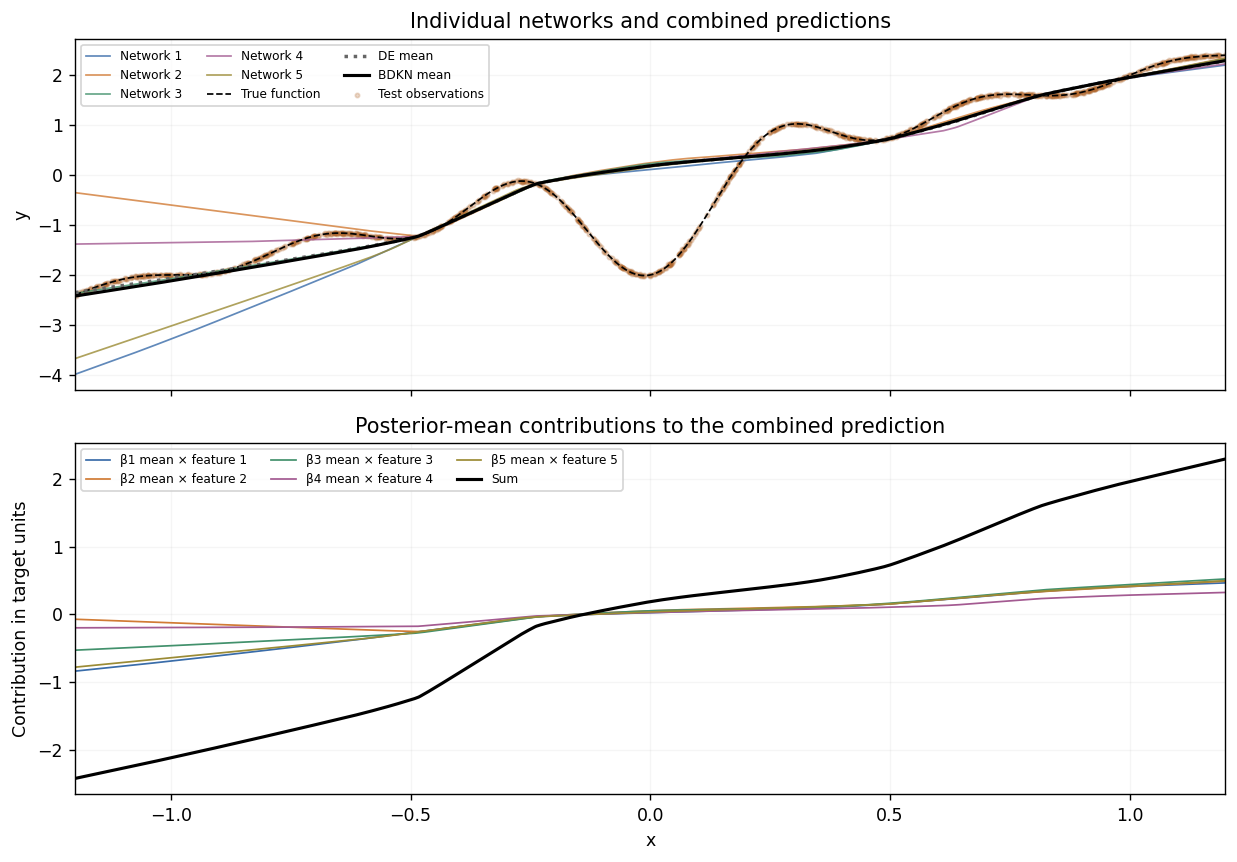 Individual networks and combined predictions
Network 1
Network 2
Network 3
Network 4
Network 5
True function
DE mean
BDKN mean
Test observations
y
2
1
0
−1
−2
−3
−4
Posterior-mean contributions to the combined prediction
β1 mean × feature 1
β2 mean × feature 2
β3 mean × feature 3
β4 mean × feature 4
β5 mean × feature 5
Sum
Contribution in target units
2
1
0
−1
−2
−1.0
−0.5
0.0
0.5
1.0
x